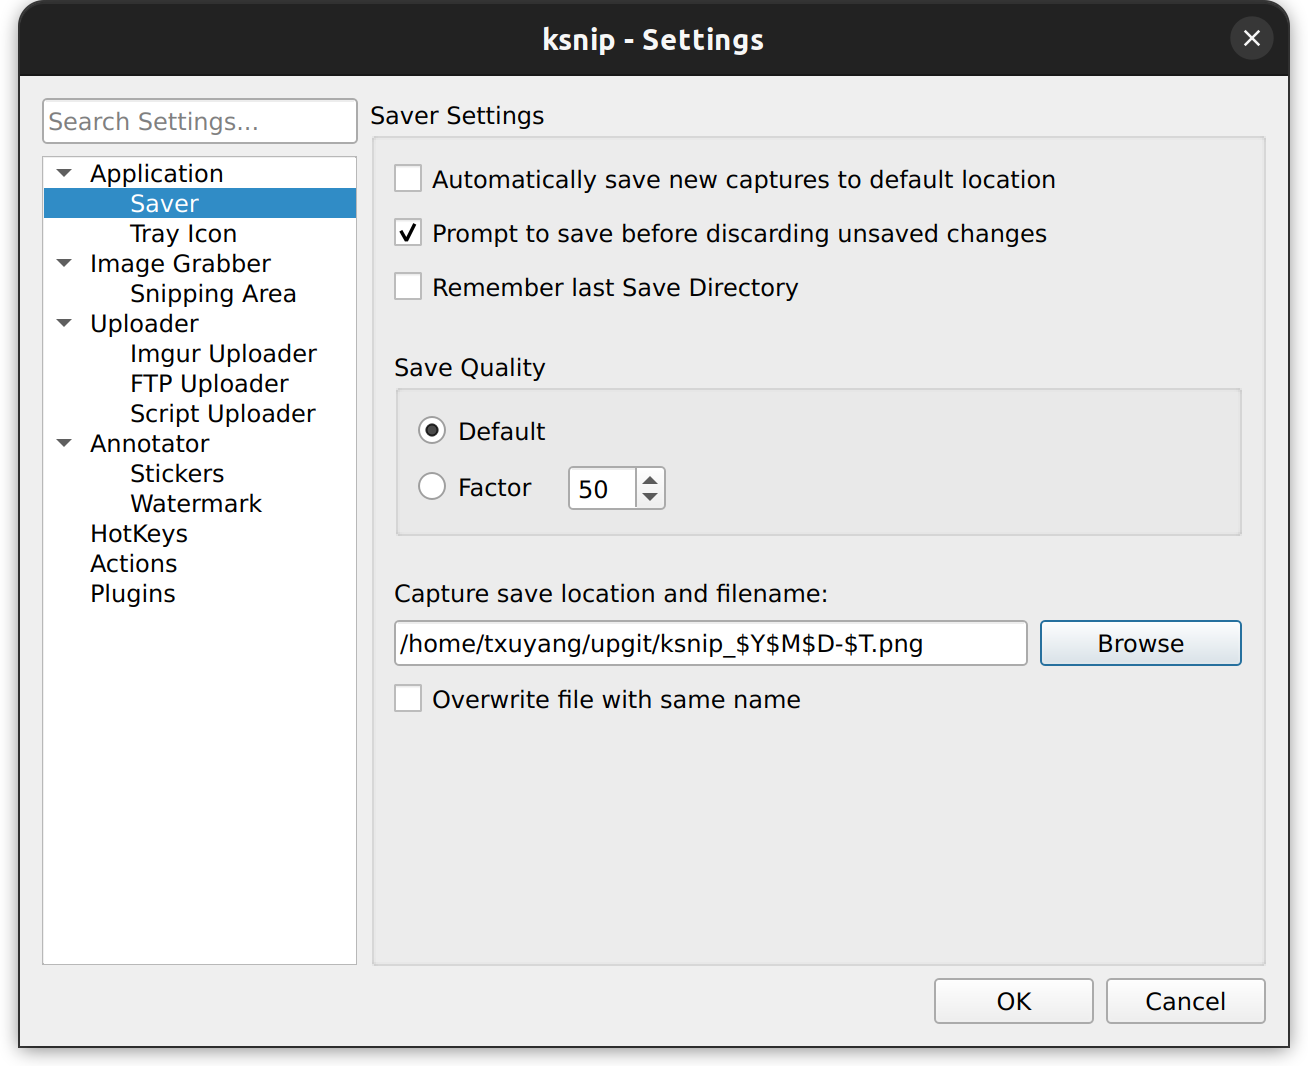 ksnip - Settings
Search Settings...
Application
Saver
Tray Icon
Image Grabber
Snipping Area
Uploader
Imgur Uploader
FTP Uploader
Script Uploader
Annotator
Stickers
Watermark
HotKeys
Actions
Plugins
Saver Settings
Automatically save new captures to default location
Prompt to save before discarding unsaved changes
Remember last Save Directory
Save Quality
Default
Factor 50
Capture save location and filename:
/home/txuyang/upgit/ksnip_$Y$M$D-$T.png Browse
Overwrite file with same name
OK Cancel